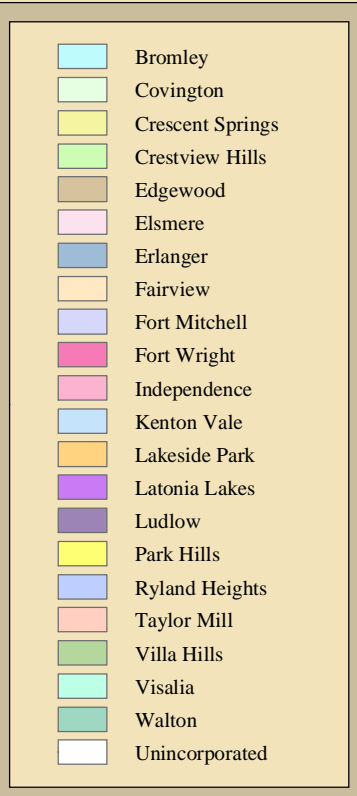 Bromley
Covington
Crescent Springs
Crestview Hills
Edgewood
Elsmere
Erlanger
Fairview
Fort Mitchell
Fort Wright
Independence
Kenton Vale
Lakeside Park
Latonia Lakes
Ludlow
Park Hills
Ryland Heights
Taylor Mill
Villa Hills
Visalia
Walton
Unincorporated